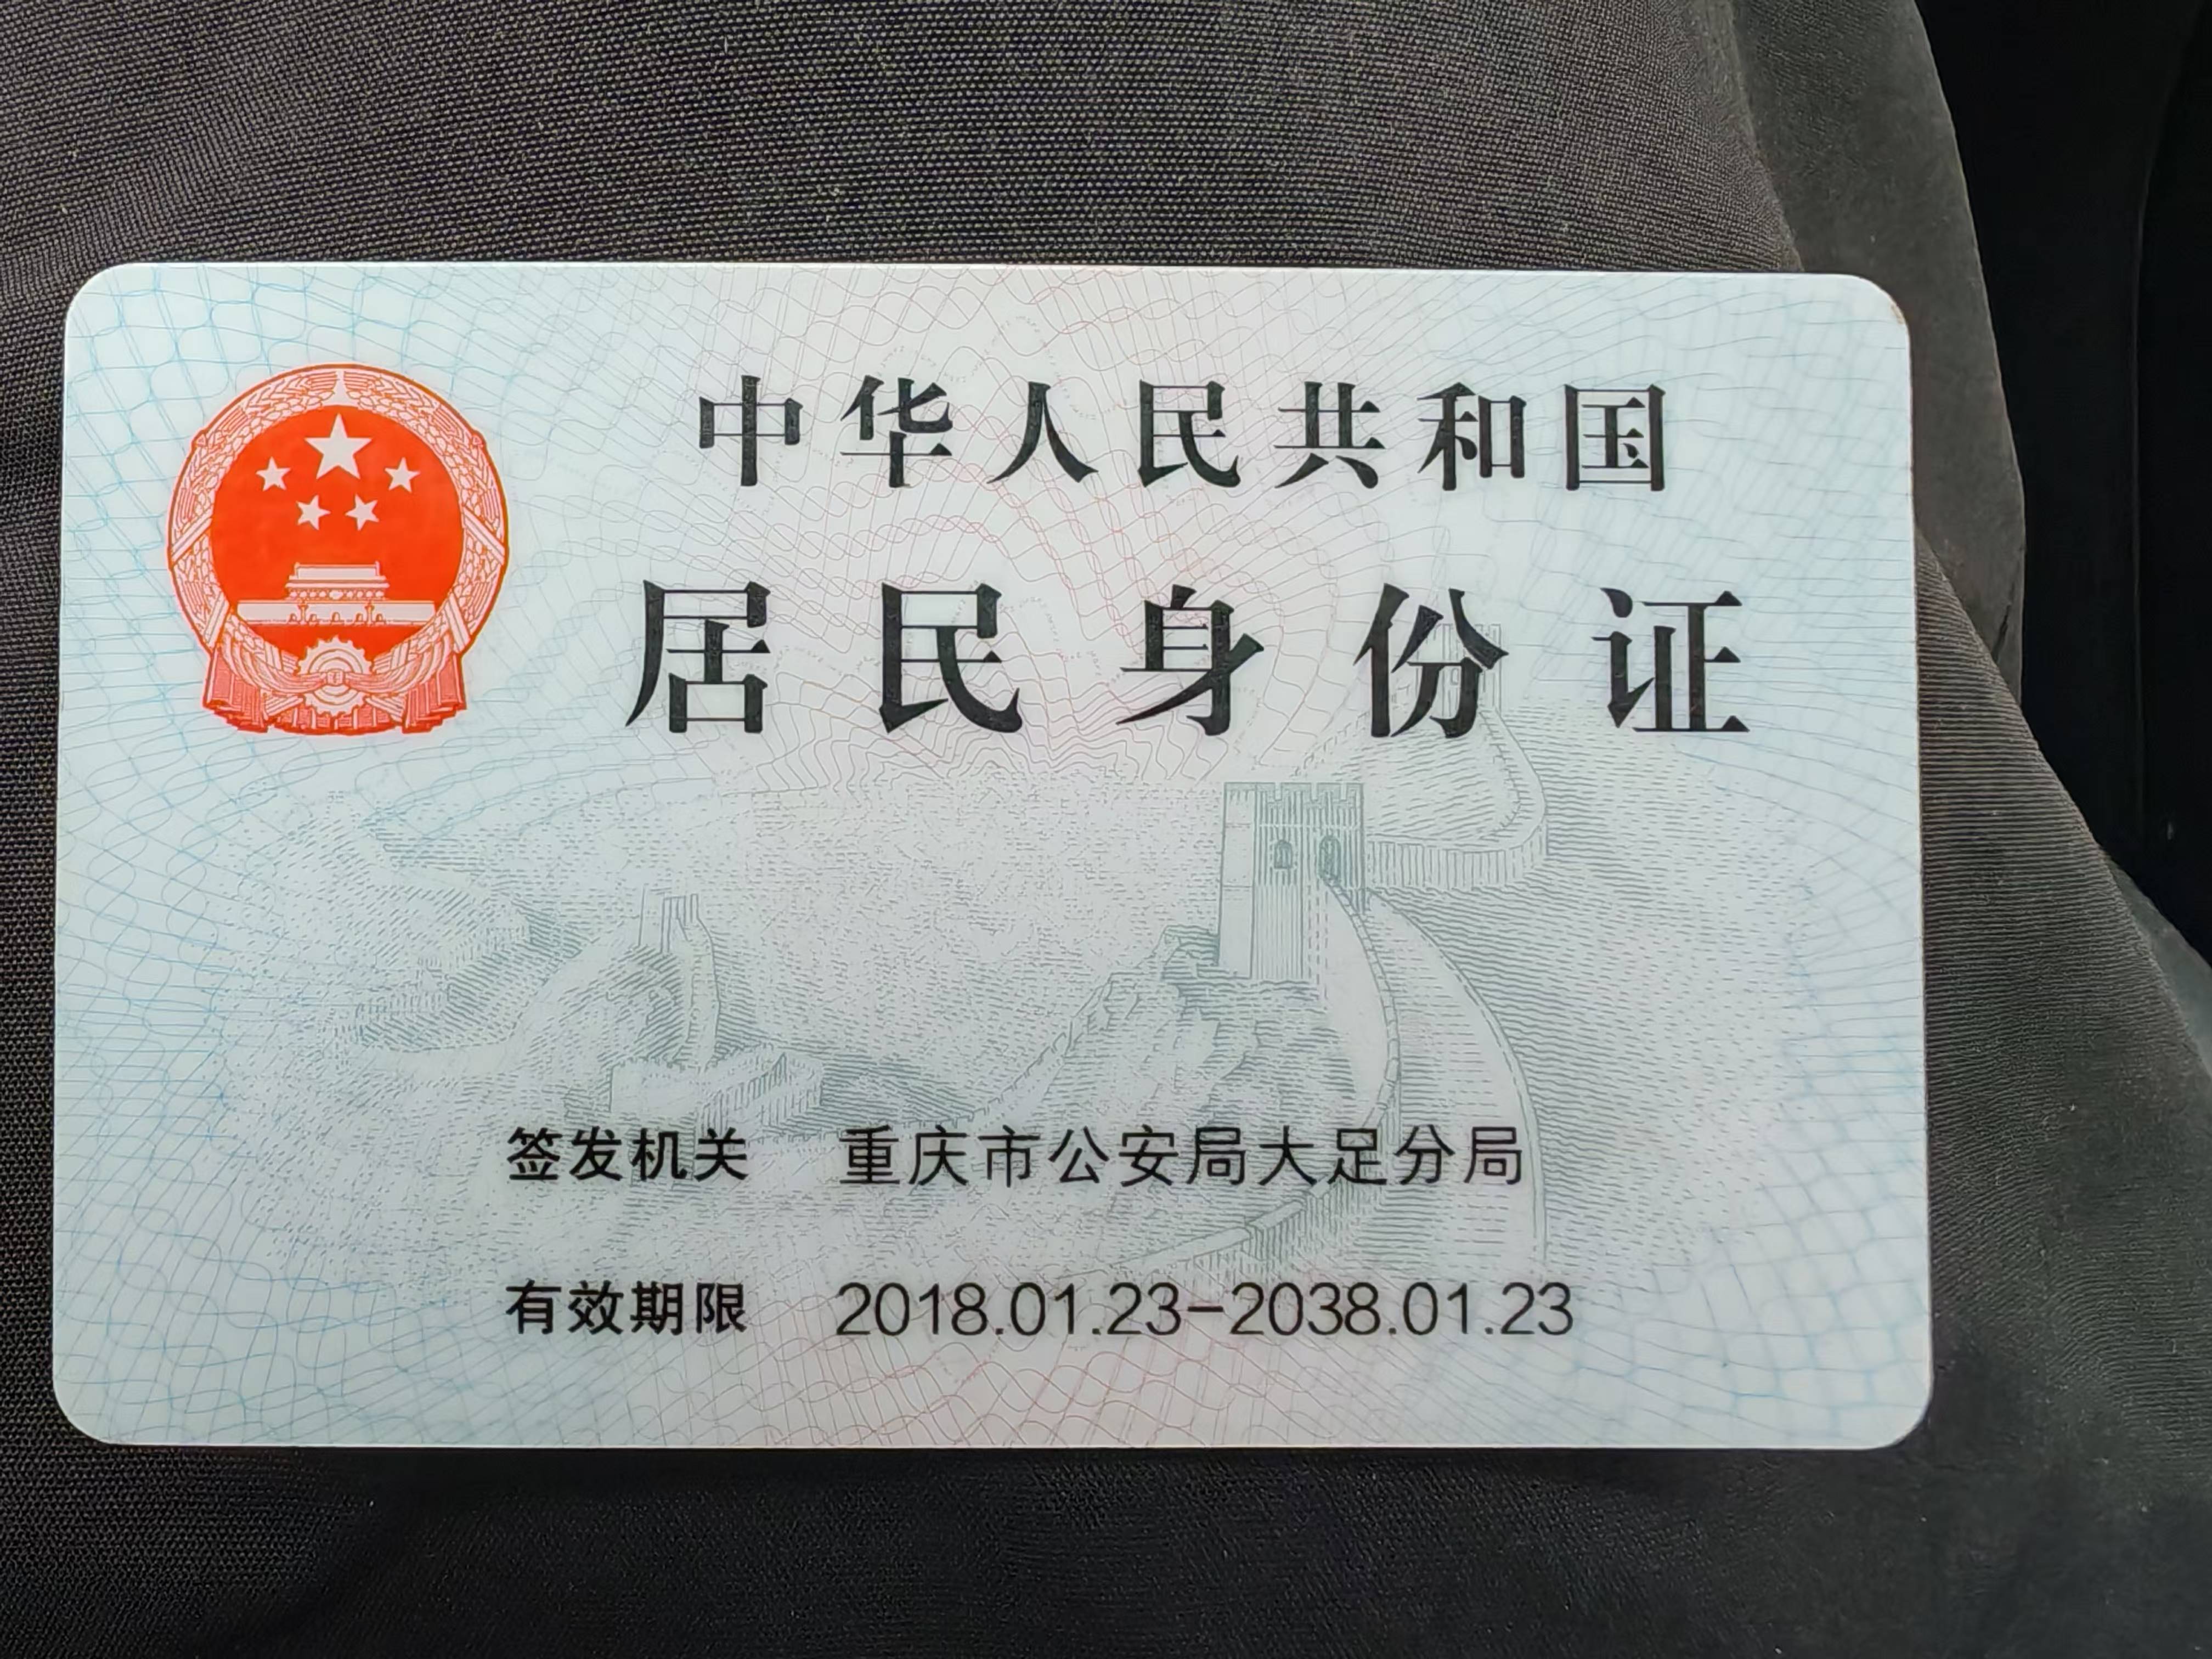 中华人民共和国
居民身份证
签发机关 重庆市公安局大足分局
有效期限 2018.01.23-2038.01.23